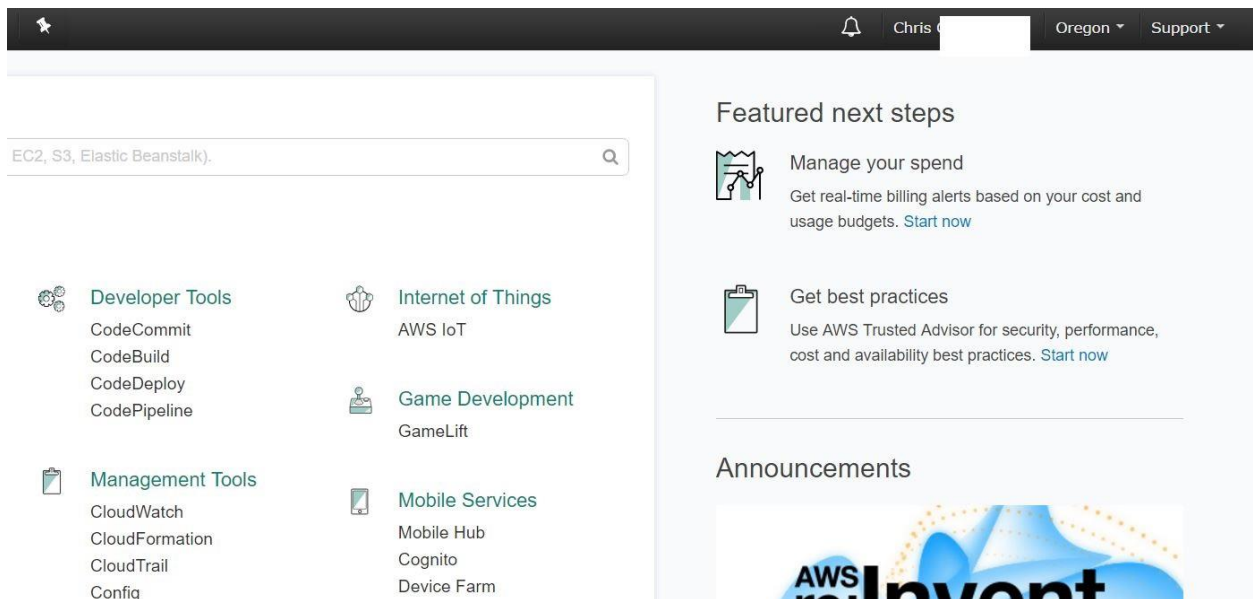 Chris
Oregon
Support
EC2, S3, Elastic Beanstalk).
Developer Tools
CodeCommit
CodeBuild
CodeDeploy
CodePipeline
Management Tools
CloudWatch
CloudFormation
CloudTrail
Config
Internet of Things
AWS IoT
Game Development
GameLift
Mobile Services
Mobile Hub
Cognito
Device Farm
Featured next steps
Manage your spend
Get real-time billing alerts based on your cost and
usage budgets. Start now
Get best practices
Use AWS Trusted Advisor for security, performance,
cost and availability best practices. Start now
Announcements
AWS
re:Invent